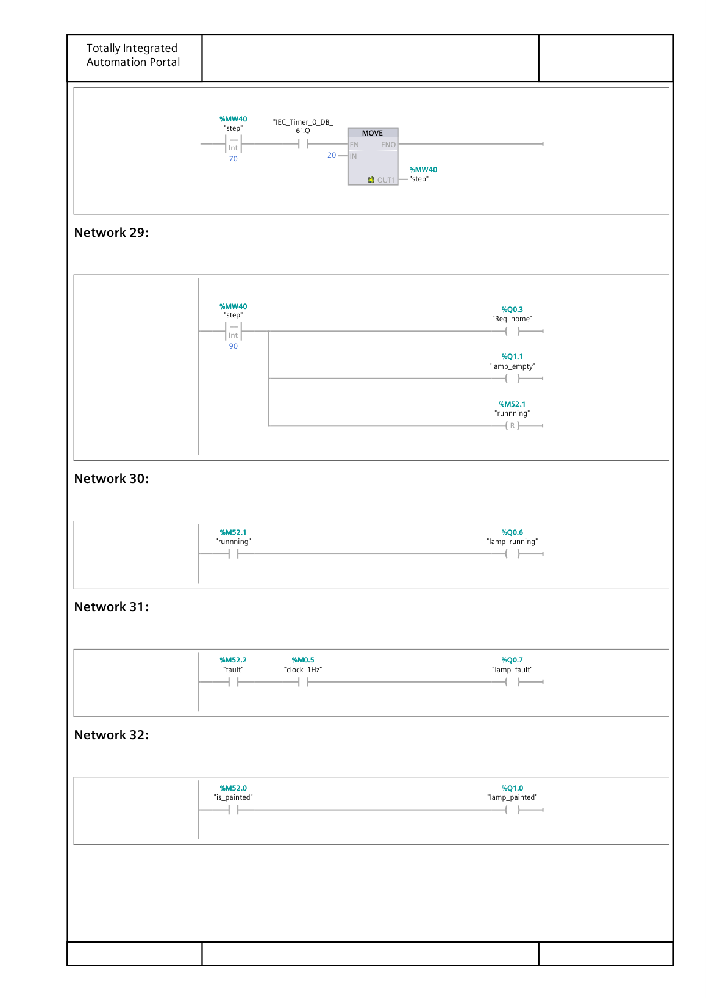 Totally Integrated
Automation Portal
%MW40
"step"
==
Int
70
"IEC_Timer_0_DB_
6".Q
MOVE
EN ENO
20 IN
OUT1
%MW40
"step"
Network 29:
%MW40
"step"
==
Int
90
%Q0.3
"Req_home"
%Q1.1
"lamp_empty"
%M52.1
"runnning"
R
Network 30:
%M52.1
"runnning"
%Q0.6
"lamp_running"
Network 31:
%M52.2
"fault"
%M0.5
"clock_1Hz"
%Q0.7
"lamp_fault"
Network 32:
%M52.0
"is_painted"
%Q1.0
"lamp_painted"